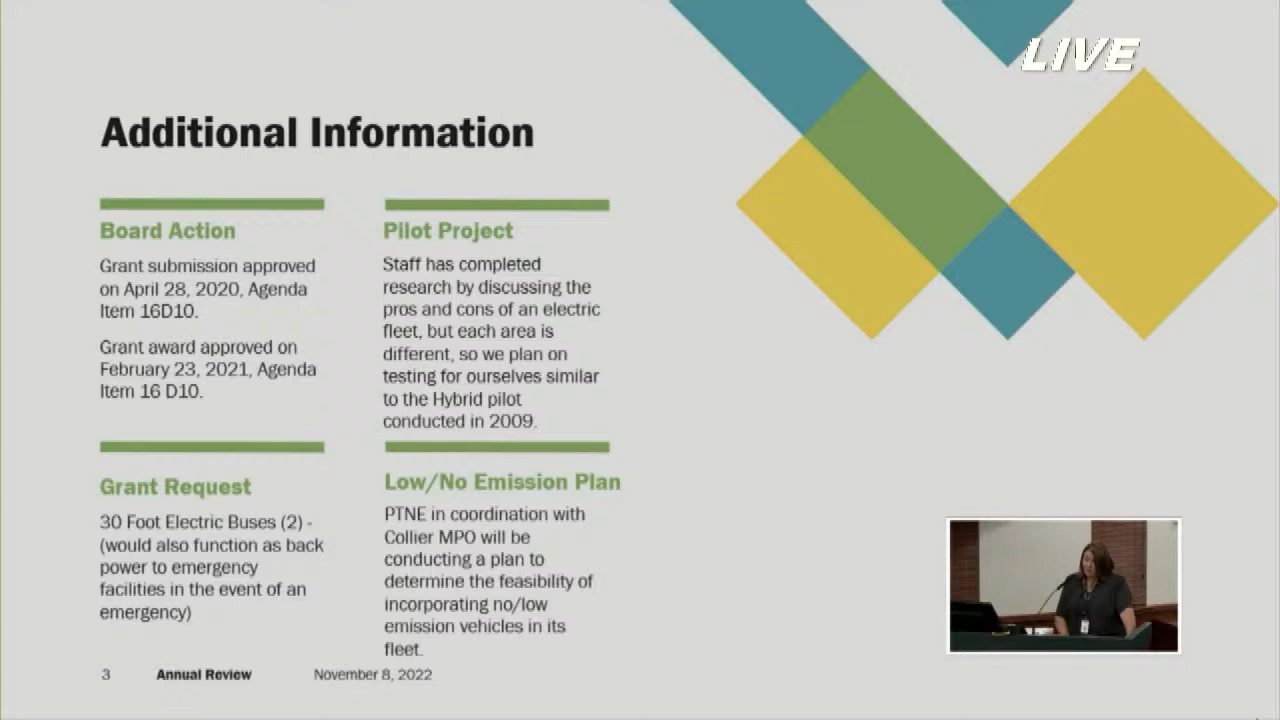 LIVE
Additional Information
Board Action
Grant submission approved
on April 28, 2020, Agenda
Item 16D10.
Grant award approved on
February 23, 2021, Agenda
Item 16 D10.
Pilot Project
Staff has completed
research by discussing the
pros and cons of an electric
fleet, but each area is
different, so we plan on
testing for ourselves similar
to the Hybrid pilot
conducted in 2009.
Grant Request
30 Foot Electric Buses (2) -
(would also function as back
power to emergency
facilities in the event of an
emergency)
Low/No Emission Plan
PTNE in coordination with
Collier MPO will be
conducting a plan to
determine the feasibility of
incorporating no/low
emission vehicles in its
fleet.
3 Annual Review November 8, 2022